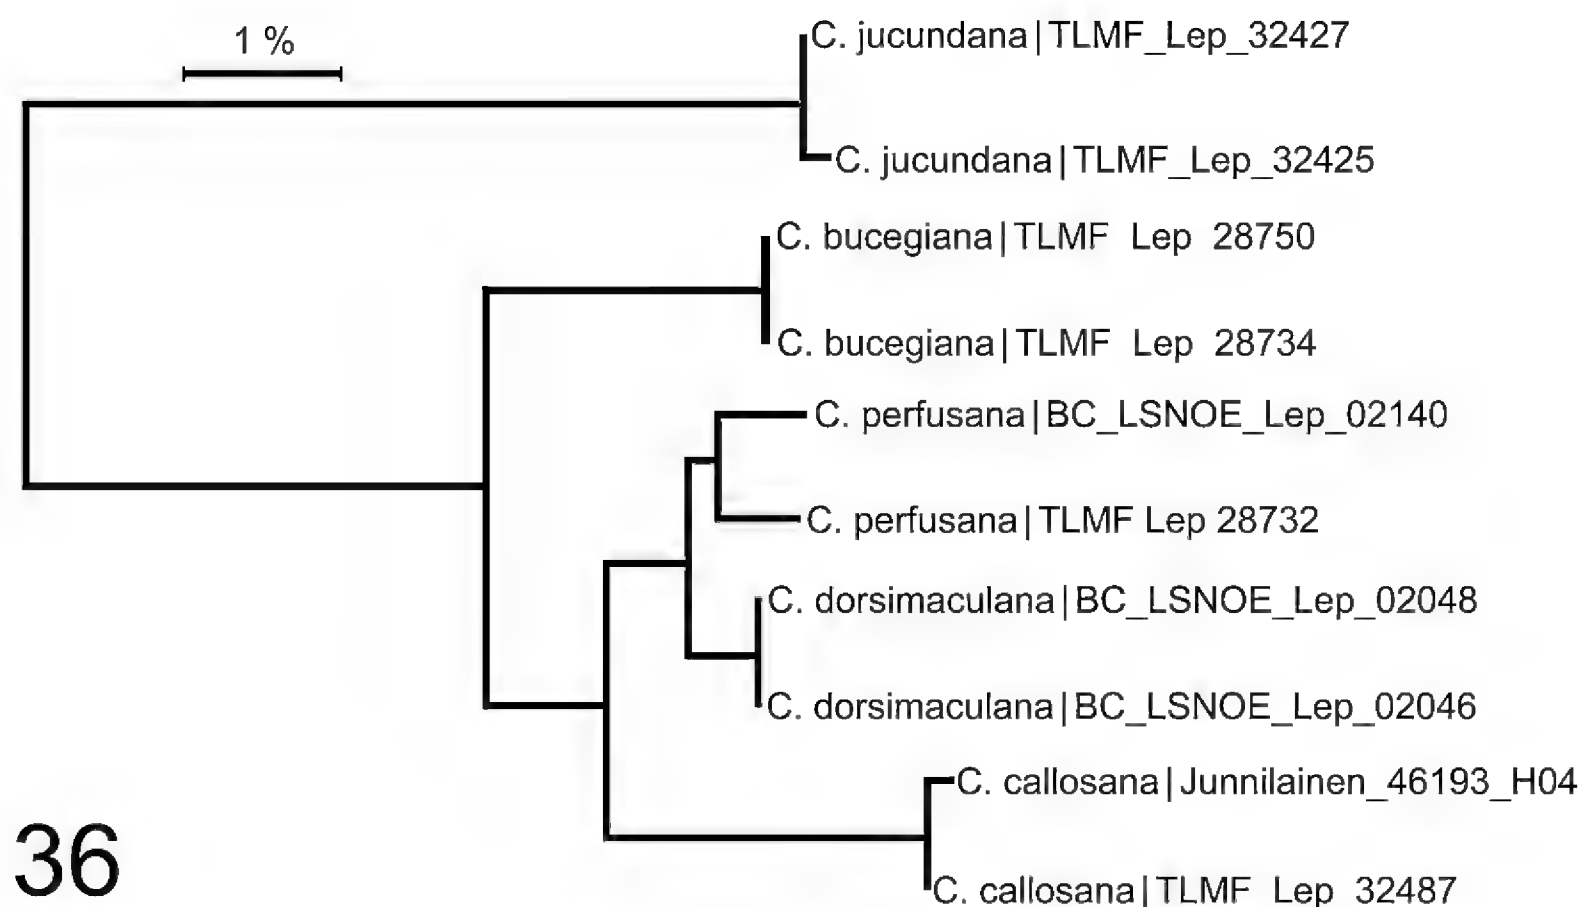 1 %
C. jucundana|TLMF_Lep_32427
C. jucundana|TLMF_Lep_32425
C. bucegiana|TLMF Lep 28750
C. bucegiana|TLMF Lep 28734
C. perfusana|BC_LSNOE_Lep_02140
C. perfusana|TLMF Lep 28732
C. dorsimaculana|BC_LSNOE_Lep_02048
C. dorsimaculana|BC_LSNOE_Lep_02046
C. callosana|Junnilainen_46193_H04
C. callosana|TLMF Lep 32487
36